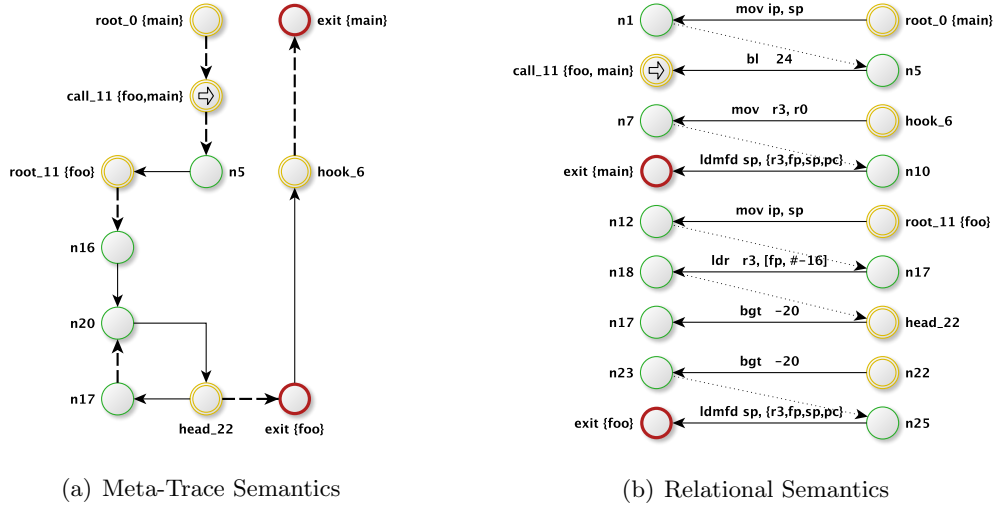 root_0 {main}
exit {main}
call_11 {foo,main}
root_11 {foo}
n5
hook_6
n16
n20
n17
head_22
exit {foo}
(a) Meta-Trace Semantics
n1
mov ip, sp
root_0 {main}
call_11 {foo, main}
bl 24
n5
n7
mov r3, r0
hook_6
exit {main}
ldmfd sp, {r3,fp,sp,pc}
n10
n12
mov ip, sp
root_11 {foo}
n18
ldr r3, [fp, #-16]
n17
n17
bgt -20
head_22
n23
bgt -20
n22
exit {foo}
ldmfd sp, {r3,fp,sp,pc}
n25
(b) Relational Semantics